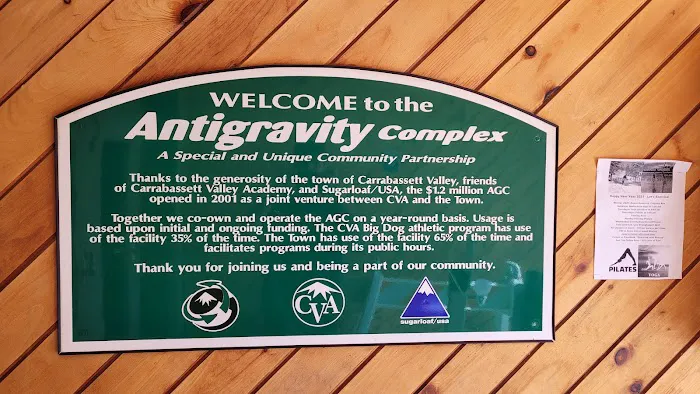 WELCOME to the
Antigravity Complex
A Special and Unique Community Partnership
Thanks to the generosity of the town of Carrabassett Valley, friends
of Carrabassett Valley Academy, and Sugarloaf/USA, the $1.2 million AGC
opened in 2001 as a joint venture between CVA and the Town.
Together we co-own and operate the AGC on a year-round basis. Usage is
based upon initial and ongoing funding. The CVA Big Dog athletic program has use
of the facility 35% of the time. The Town has use of the facility 65% of the time and
facilitates programs during its public hours.
Thank you for joining us and being a part of our community.
CVA
sugarloaf/usa
PILATES
YOGA